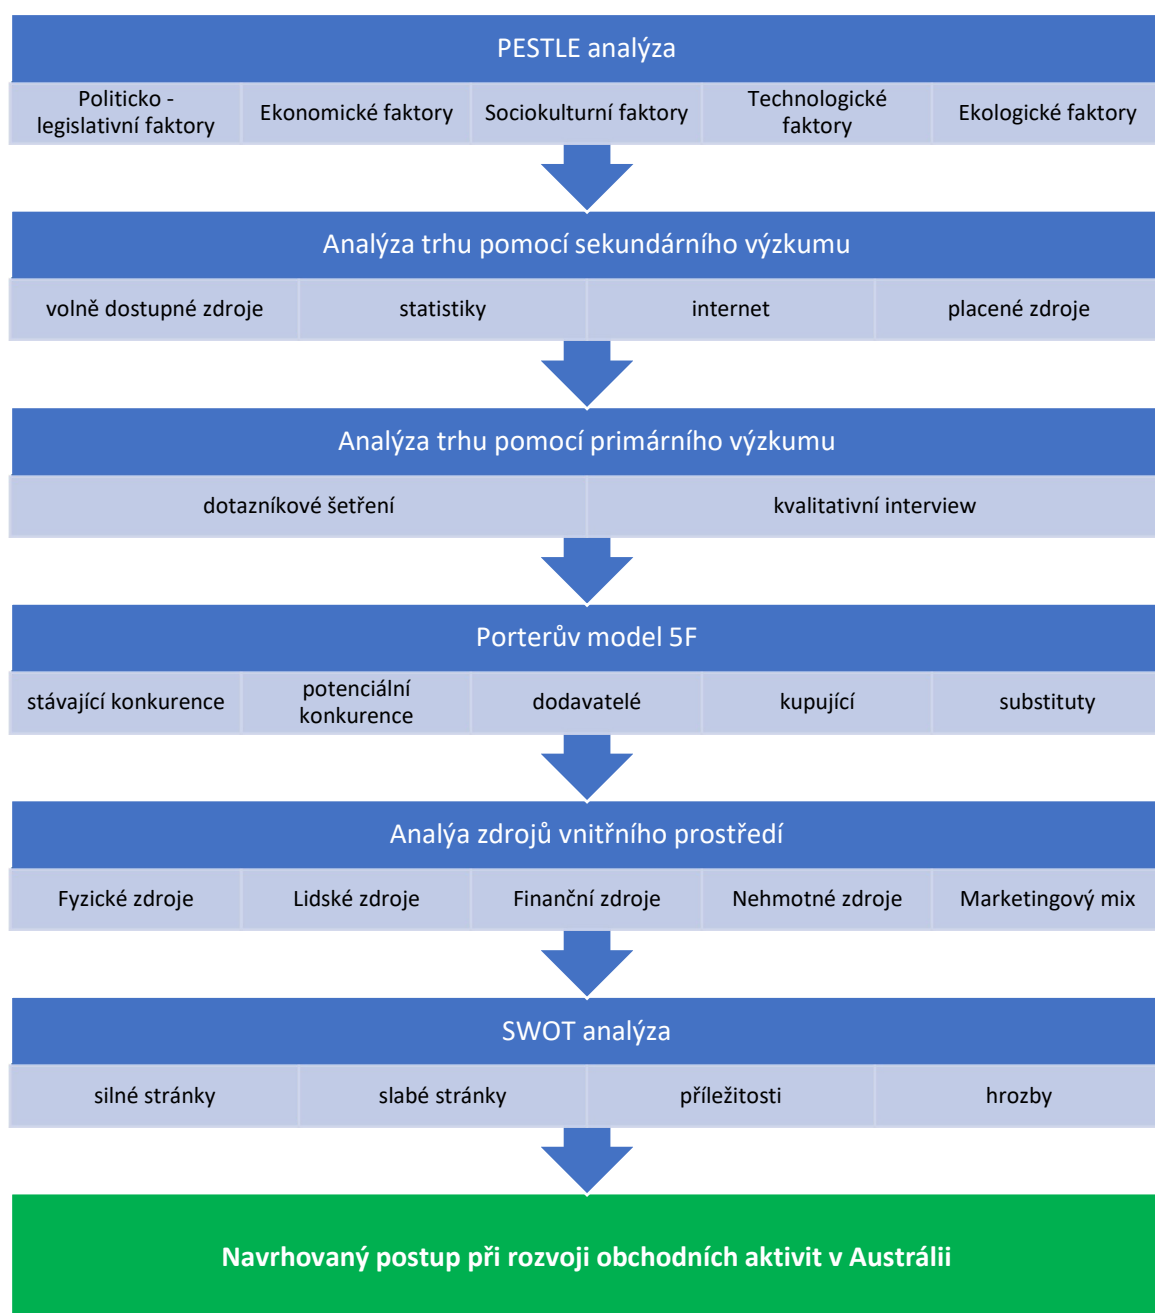 PESTLE analýza
Politicko -
legislativní faktory
Ekonomické faktory
Sociokulturní faktory
Technologické
faktory
Ekologické faktory
Analýza trhu pomocí sekundárního výzkumu
volně dostupné zdroje
statistiky
internet
placené zdroje
Analýza trhu pomocí primárního výzkumu
dotazníkové šetření
kvalitativní interview
Porterův model 5F
stávající konkurence
potenciální
konkurence
dodavatelé
kupující
substituty
Analýa zdrojů vnitřního prostředí
Fyzické zdroje
Lidské zdroje
Finanční zdroje
Nehmotné zdroje
Marketingový mix
SWOT analýza
silné stránky
slabé stránky
příležitosti
hrozby
Navrhovaný postup při rozvoji obchodních aktivit v Austrálii